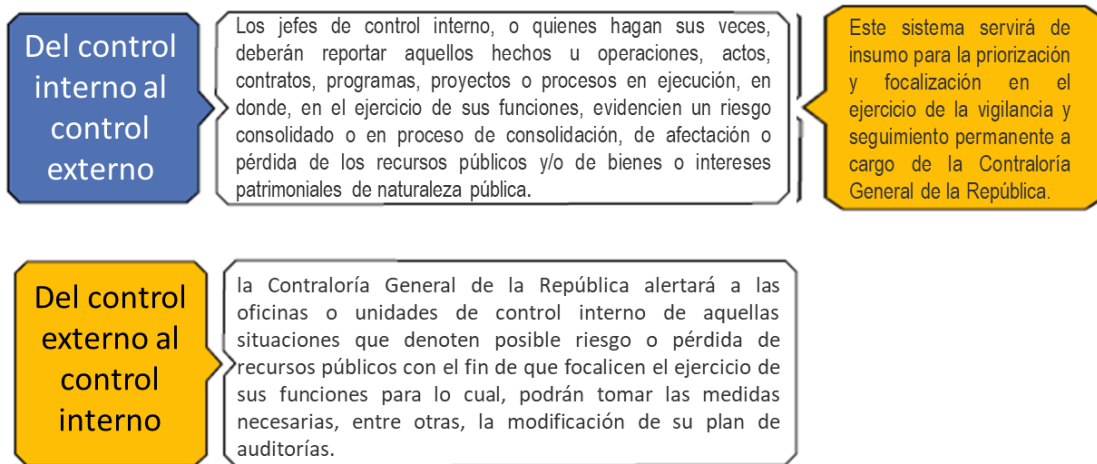 Del control
interno al
control
externo
Los jefes de control interno, o quienes hagan sus veces,
deberán reportar aquellos hechos u operaciones, actos,
contratos, programas, proyectos o procesos en ejecución, en
donde, en el ejercicio de sus funciones, evidencien un riesgo
consolidado o en proceso de consolidación, de afectación o
pérdida de los recursos públicos y/o de bienes o intereses
patrimoniales de naturaleza pública.
Este sistema servirá de
insumo para la priorización
y focalización en el
ejercicio de la vigilancia y
seguimiento permanente a
cargo de la Contraloría
General de la República.
Del control
externo al
control
interno
la Contraloría General de la República alertará a las
oficinas o unidades de control interno de aquellas
situaciones que denoten posible riesgo o pérdida de
recursos públicos con el fin de que focalicen el ejercicio de
sus funciones para lo cual, podrán tomar las medidas
necesarias, entre otras, la modificación de su plan de
auditorías.